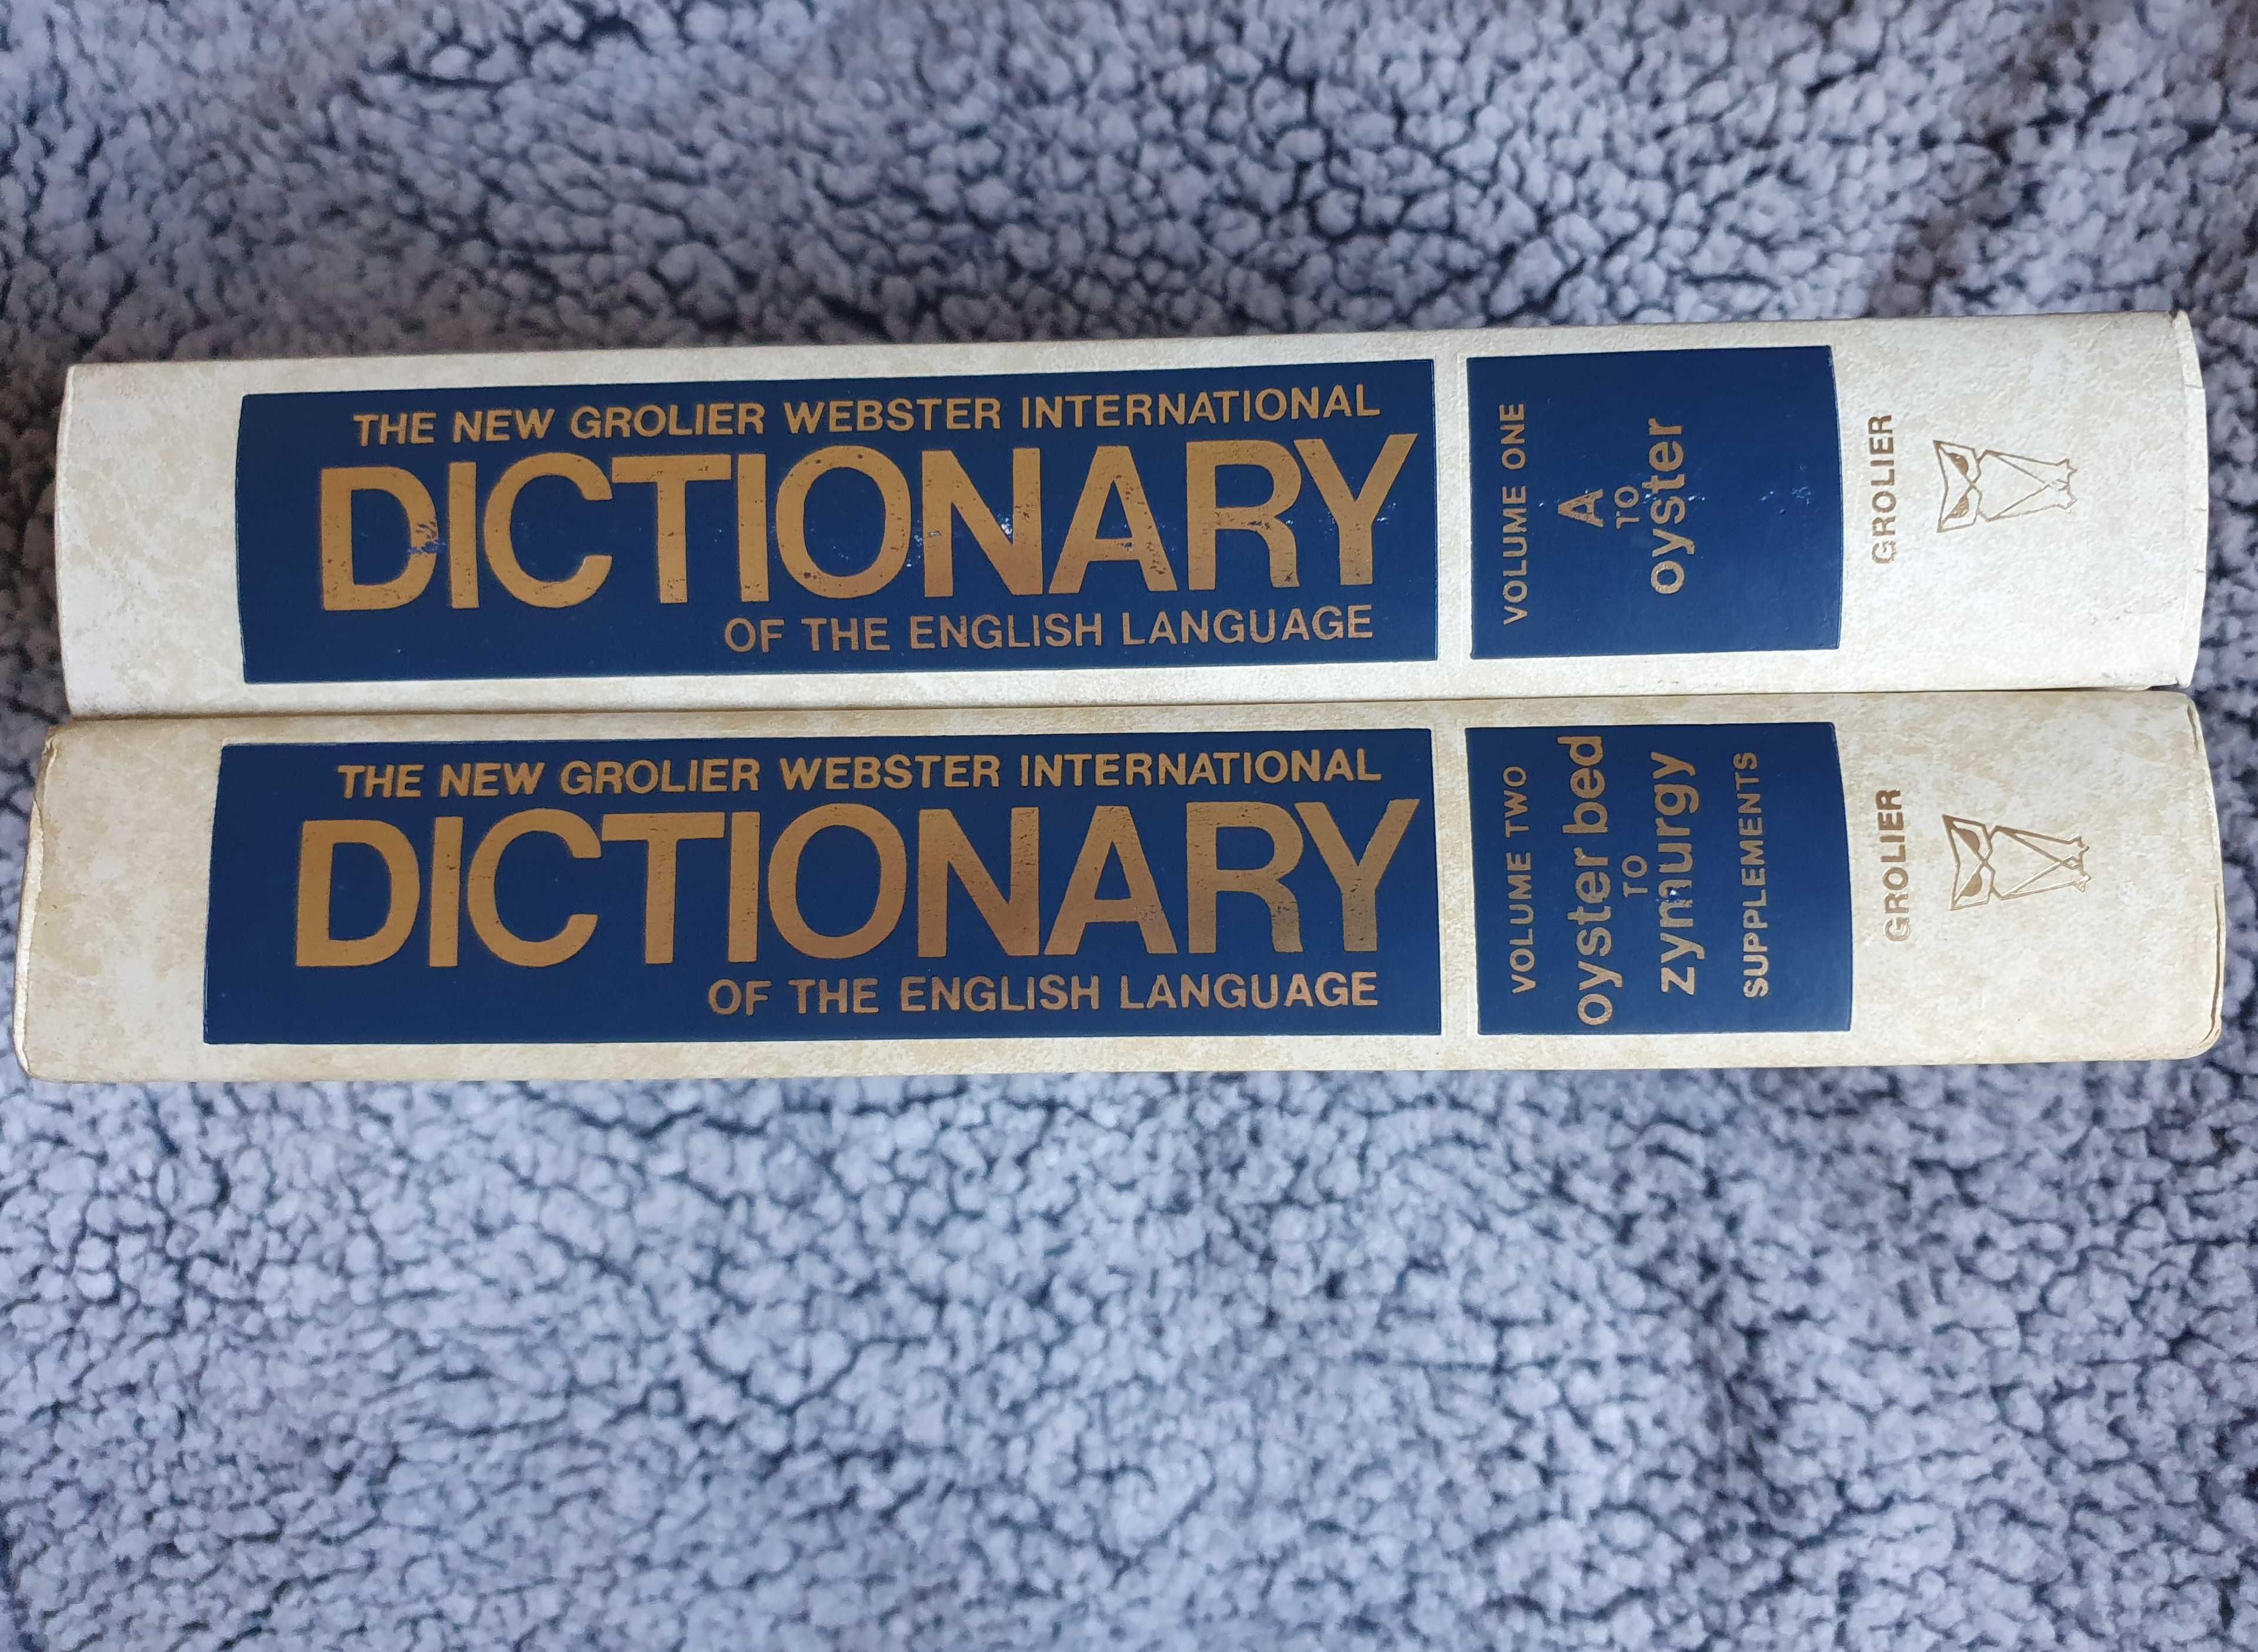 THE NEW GROLIER WEBSTER INTERNATIONAL
DICTIONARY
OF THE ENGLISH LANGUAGE
VOLUME ONE
A
TO
oyster
GROLIER
THE NEW GROLIER WEBSTER INTERNATIONAL
DICTIONARY
OF THE ENGLISH LANGUAGE
VOLUME TWO
oyster bed
TO
zymurgy
SUPPLEMENTS
GROLIER